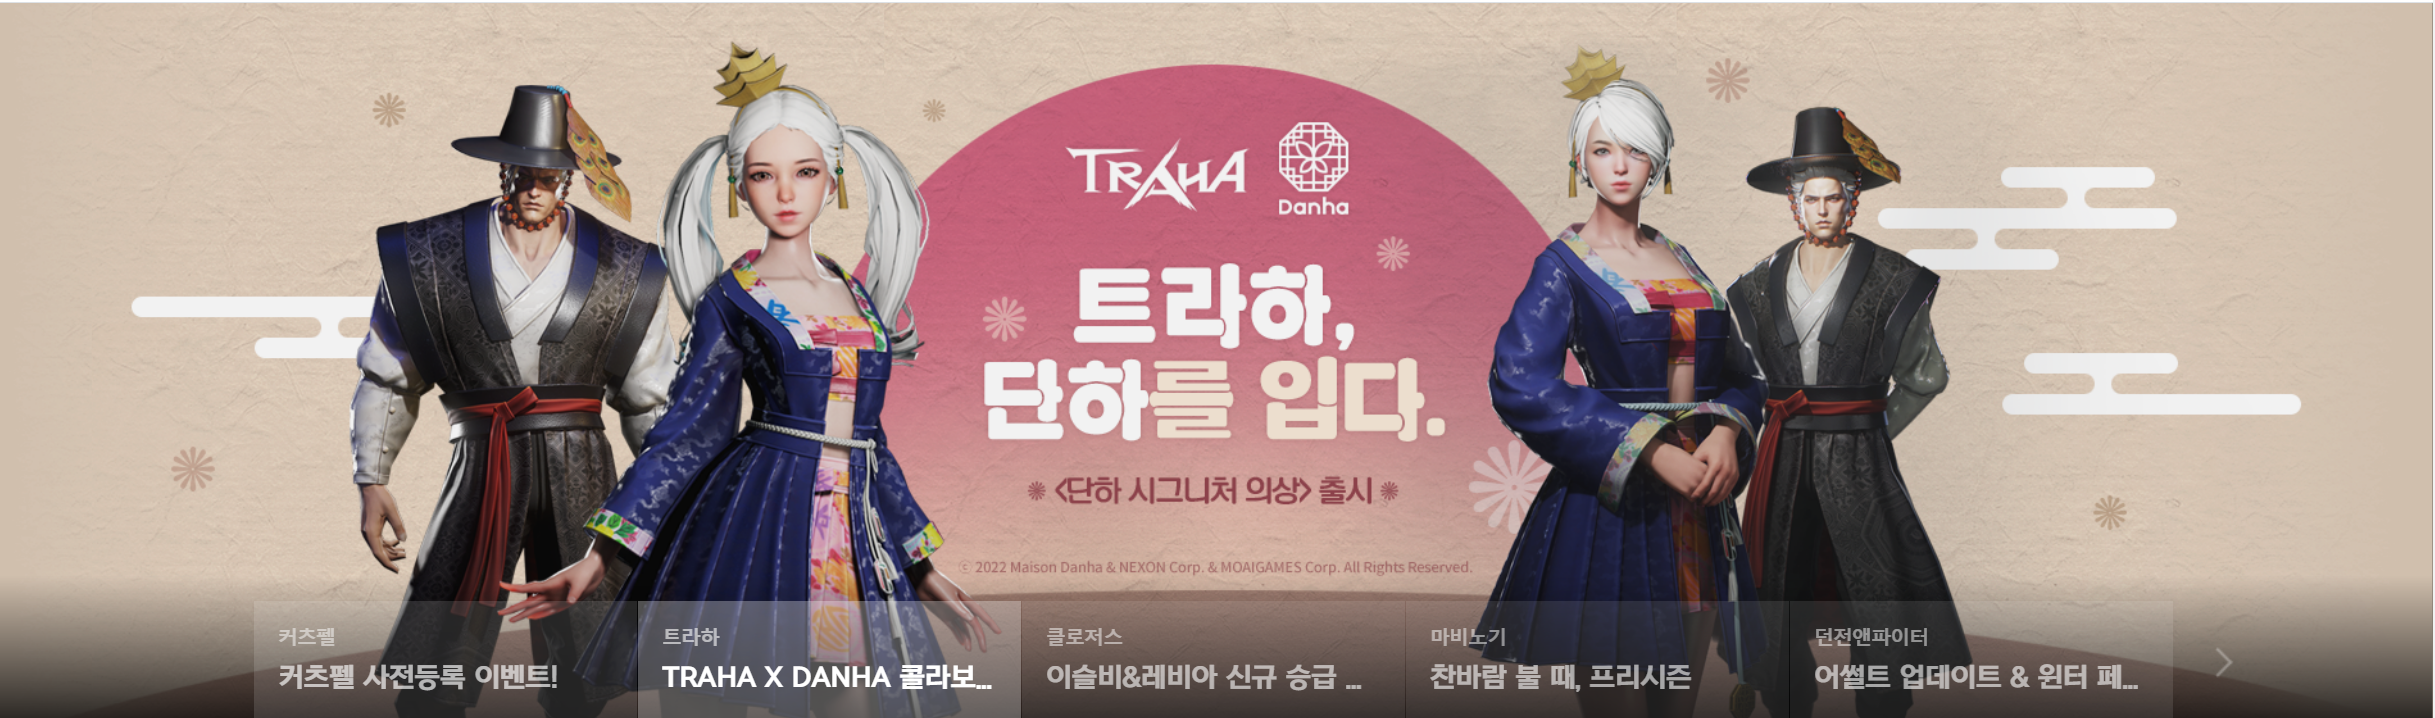 TRAHA
Danha
트라하,
단하를 입다.
<단하 시그니처 의상> 출시
ⓒ 2022 Maison Danha & NEXON Corp. & MOAIGAMES Corp. All Rights Reserved.
커츠펠
커츠펠 사전등록 이벤트!
트라하
TRAHA X DANHA 콜라보...
클로저스
이슬비&레비아 신규 승급 ...
마비노기
찬바람 불 때, 프리시즌
던전앤파이터
어썰트 업데이트 & 윈터 페...